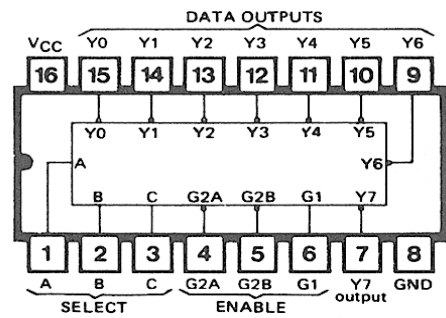 DATA OUTPUTS
VCC Y0 Y1 Y2 Y3 Y4 Y5 Y6
16 15 14 13 12 11 10 9
Y0 Y1 Y2 Y3 Y4 Y5
A Y6
B C G2A G2B G1 Y7
1 2 3 4 5 6 7 8
A B C G2A G2B G1 Y7 GND
output
SELECT ENABLE